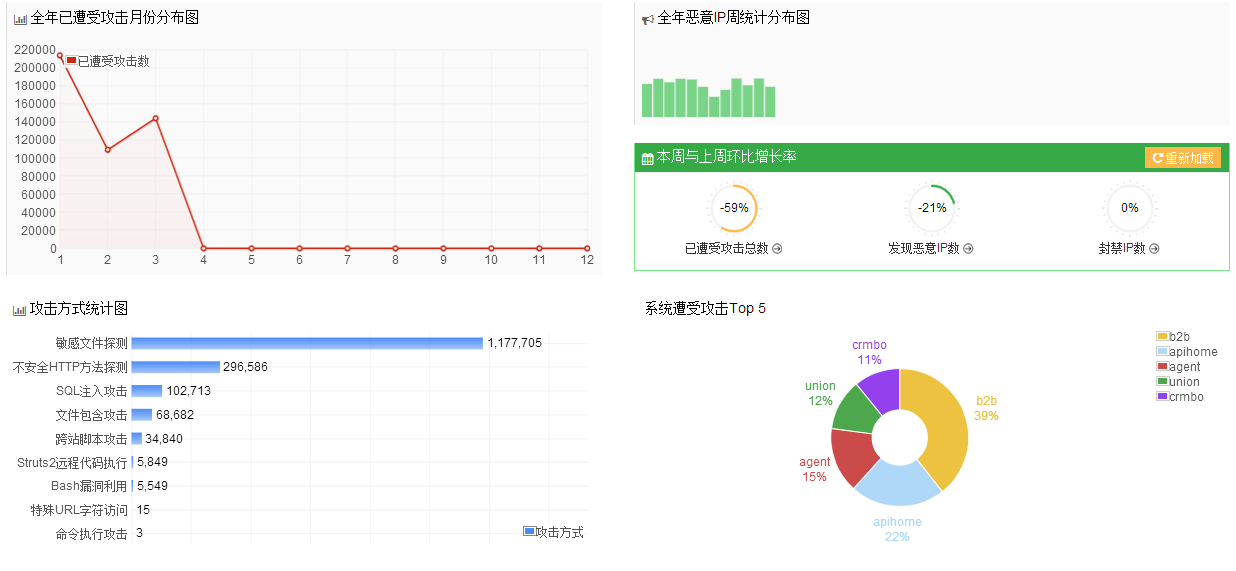 全年已遭受攻击月份分布图
220000
200000
180000
160000
140000
120000
100000
80000
60000
40000
20000
0
已遭受攻击数
1 2 3 4 5 6 7 8 9 10 11 12
全年恶意IP周统计分布图
本周与上周环比增长率
重新加载
-59%
已遭受攻击总数
-21%
发现恶意IP数
0%
封禁IP数
攻击方式统计图
敏感文件探测 1,177,705
不安全HTTP方法探测 296,586
SQL注入攻击 102,713
文件包含攻击 68,682
跨站脚本攻击 34,840
Struts2远程代码执行 5,849
Bash漏洞利用 5,549
特殊URL字符访问 15
命令执行攻击 3
攻击方式
系统遭受攻击Top 5
crmbo
11%
union
12%
agent
15%
apihome
22%
b2b
39%
b2b
apihome
agent
union
crmbo